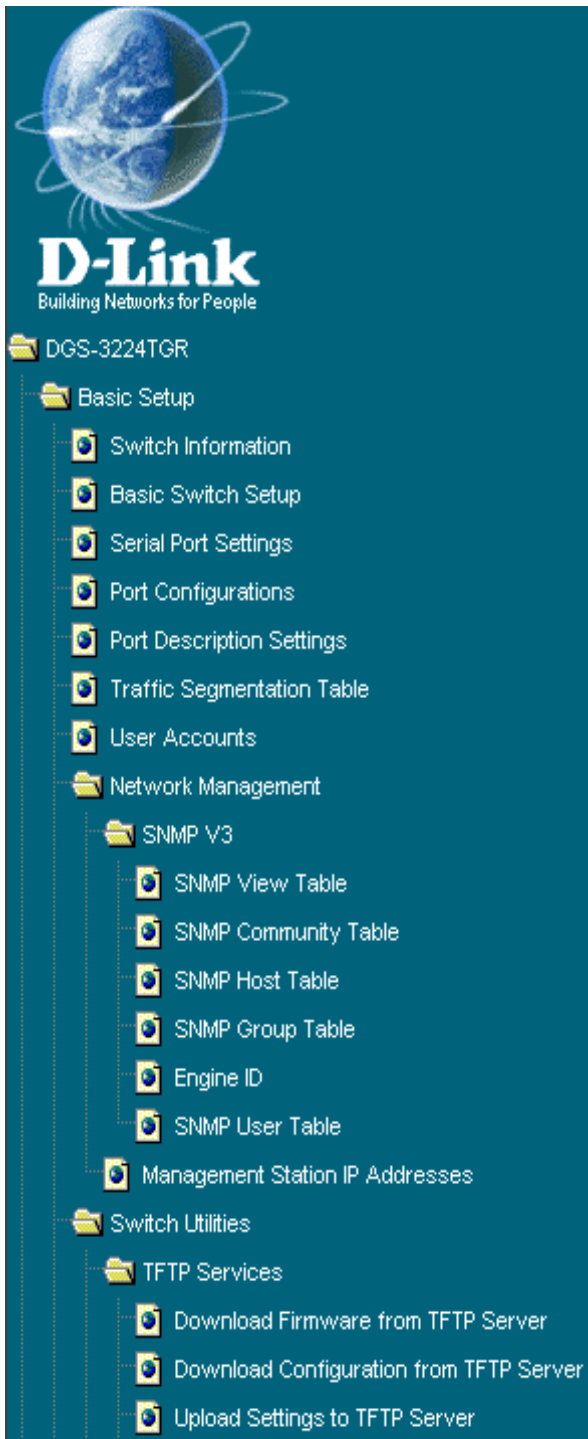 D-Link
Building Networks for People
DGS-3224TGR
Basic Setup
Switch Information
Basic Switch Setup
Serial Port Settings
Port Configurations
Port Description Settings
Traffic Segmentation Table
User Accounts
Network Management
SNMP V3
SNMP View Table
SNMP Community Table
SNMP Host Table
SNMP Group Table
Engine ID
SNMP User Table
Management Station IP Addresses
Switch Utilities
TFTP Services
Download Firmware from TFTP Server
Download Configuration from TFTP Server
Upload Settings to TFTP Server